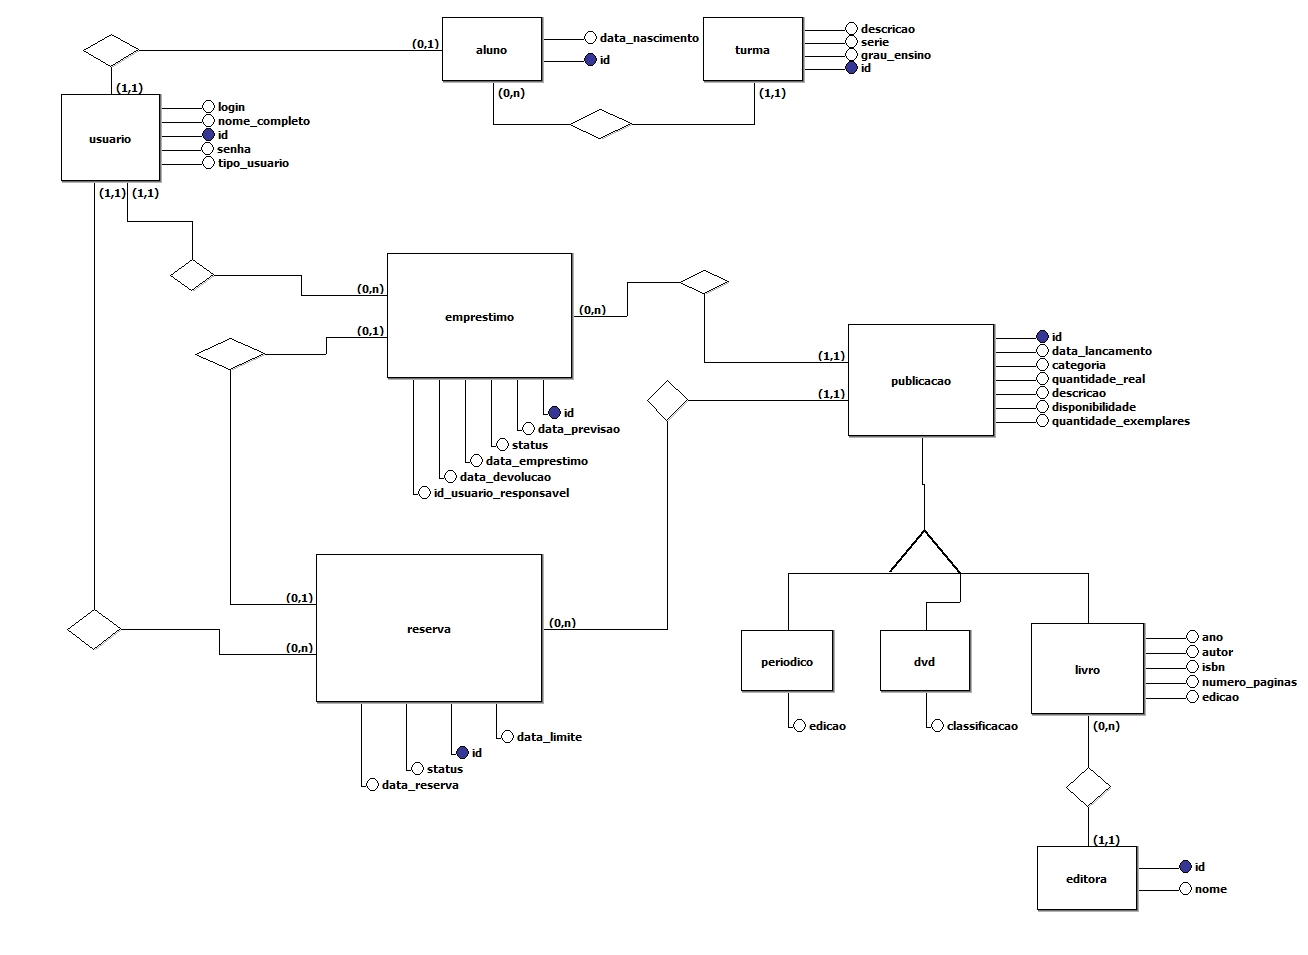 (0,1)
aluno
data_nascimento
id
turma
descricao
serie
grau_ensino
id
(0,n)
(1,1)
(1,1)
usuario
login
nome_completo
id
senha
tipo_usuario
(1,1) (1,1)
(0,n)
(0,1)
emprestimo
(0,n)
id
data_previsao
status
data_emprestimo
data_devolucao
id_usuario_responsavel
(1,1)
(1,1)
publicacao
id
data_lancamento
categoria
quantidade_real
descricao
disponibilidade
quantidade_exemplares
(0,1)
(0,n)
reserva
(0,n)
data_limite
id
status
data_reserva
periodico
edicao
dvd
classificacao
livro
ano
autor
isbn
numero_paginas
edicao
(0,n)
(1,1)
editora
id
nome